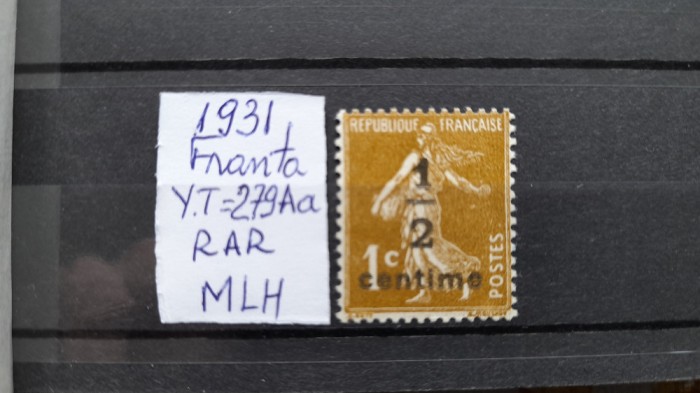 1931
Franta
Y.T=279Aa
RAR
MLH
REPUBLIQUE FRANÇAISE
1
2
1c
centime
POSTES